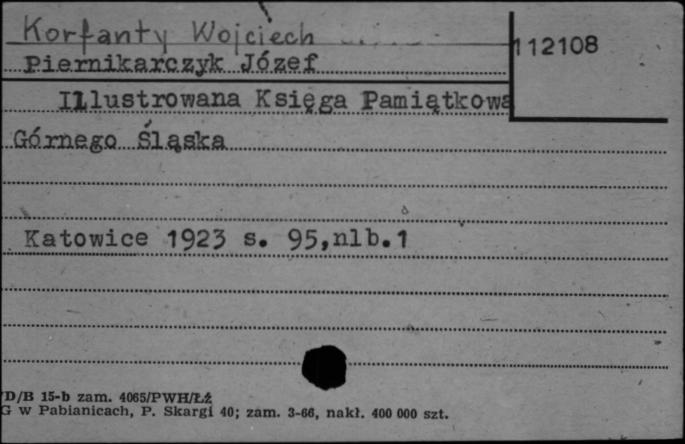 Korfanty Wojciech
112108
Piernikarczyk Józef
Illustrowana Księga Pamiątkowa
Górnego Śląska
Katowice 1923 s. 95,nlb.1
D/B 15-b zam. 4065/PWH/ŁŻ
G w Pabianicach, P. Skargi 40; zam. 3-66, nakł. 400 000 szt.